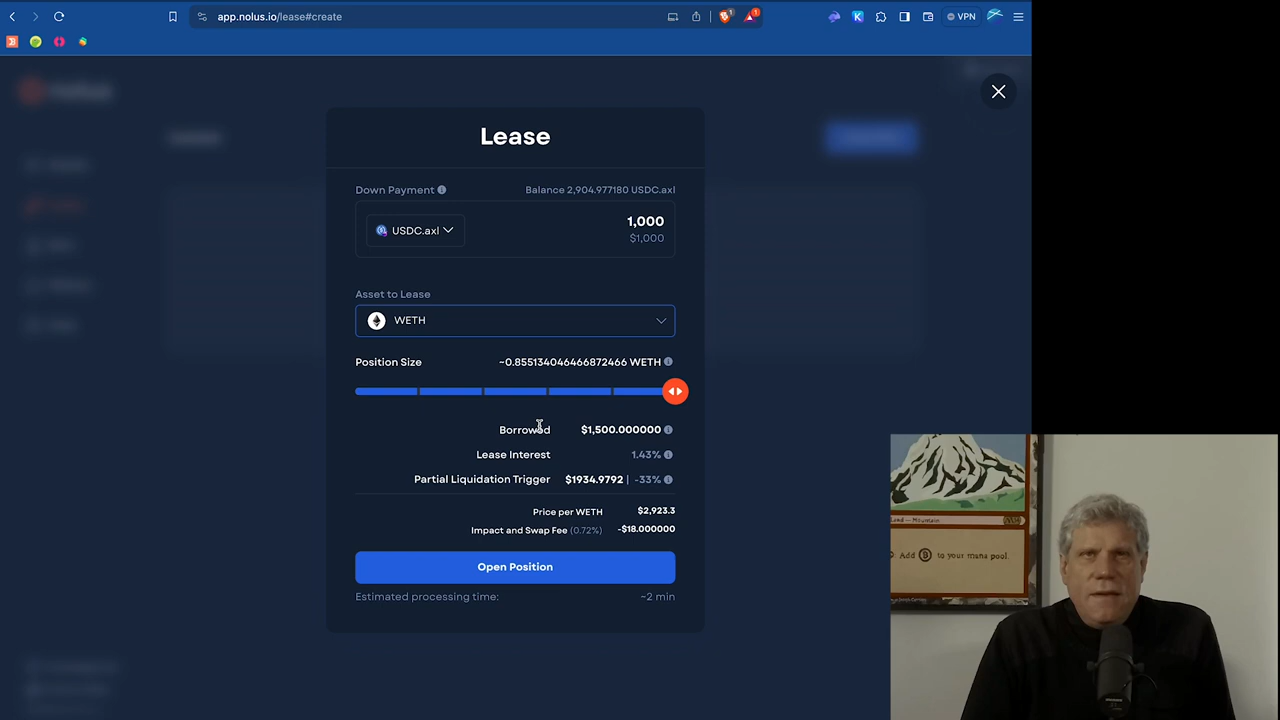 app.nolus.io/lease#create
VPN
Lease
Down Payment
Balance 2,904.977180 USDC.axl
USDC.axl
1,000
$1,000
Asset to Lease
WETH
Position Size ~0.855134046466872466 WETH
Borrowed $1,500.000000
Lease Interest 1.43%
Partial Liquidation Trigger $1934.9792 | -33%
Price per WETH $2,923.3
Impact and Swap Fee (0.72%) -$18.000000
Open Position
Estimated processing time: ~2 min
Land — Mountain
: Add B to your mana pool.